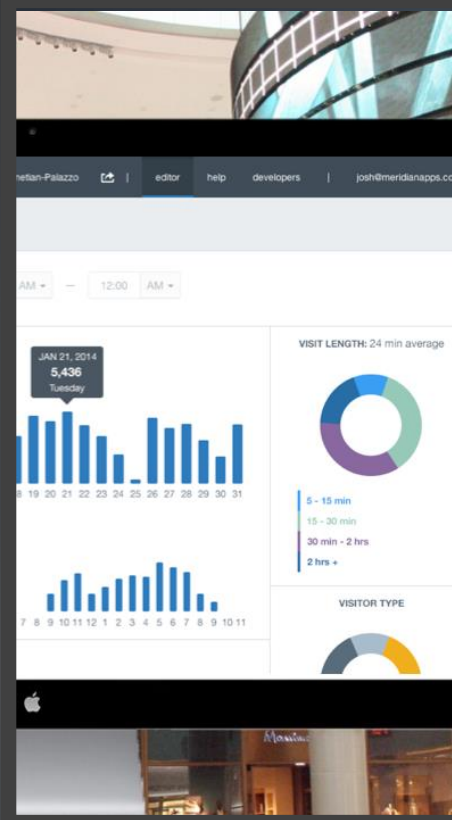 netian-Palazzo | editor help developers | josh@meridianapps.co
AM — 12:00 AM
JAN 21, 2014
5,436
Tuesday
8 19 20 21 22 23 24 25 26 27 28 29 30 31
7 8 9 10 11 12 1 2 3 4 5 6 7 8 9 10 11
VISIT LENGTH: 24 min average
5 - 15 min
15 - 30 min
30 min - 2 hrs
2 hrs +
VISITOR TYPE